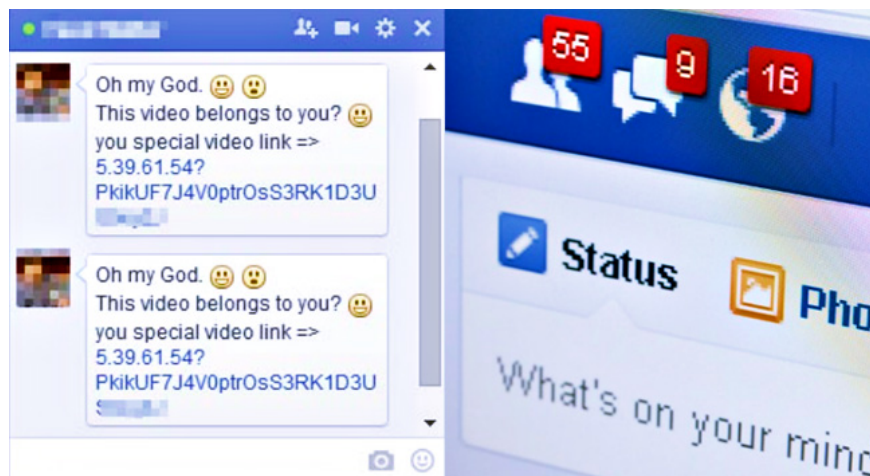 Oh my God.
This video belongs to you?
you special video link =>
5.39.61.54?
PkikUF7J4V0ptrOsS3RK1D3U
Oh my God.
This video belongs to you?
you special video link =>
5.39.61.54?
PkikUF7J4V0ptrOsS3RK1D3U
55
9
16
Status
Pho
What's on your mind